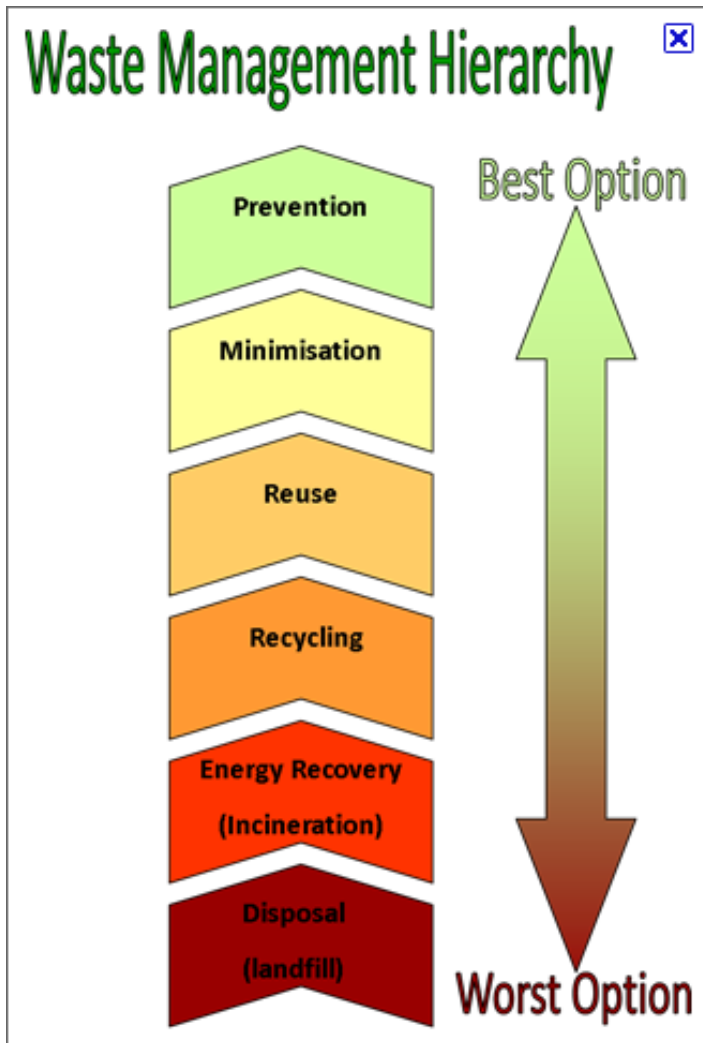 Waste Management Hierarchy
Best Option
Prevention
Minimisation
Reuse
Recycling
Energy Recovery
(Incineration)
Disposal
(landfill)
Worst Option